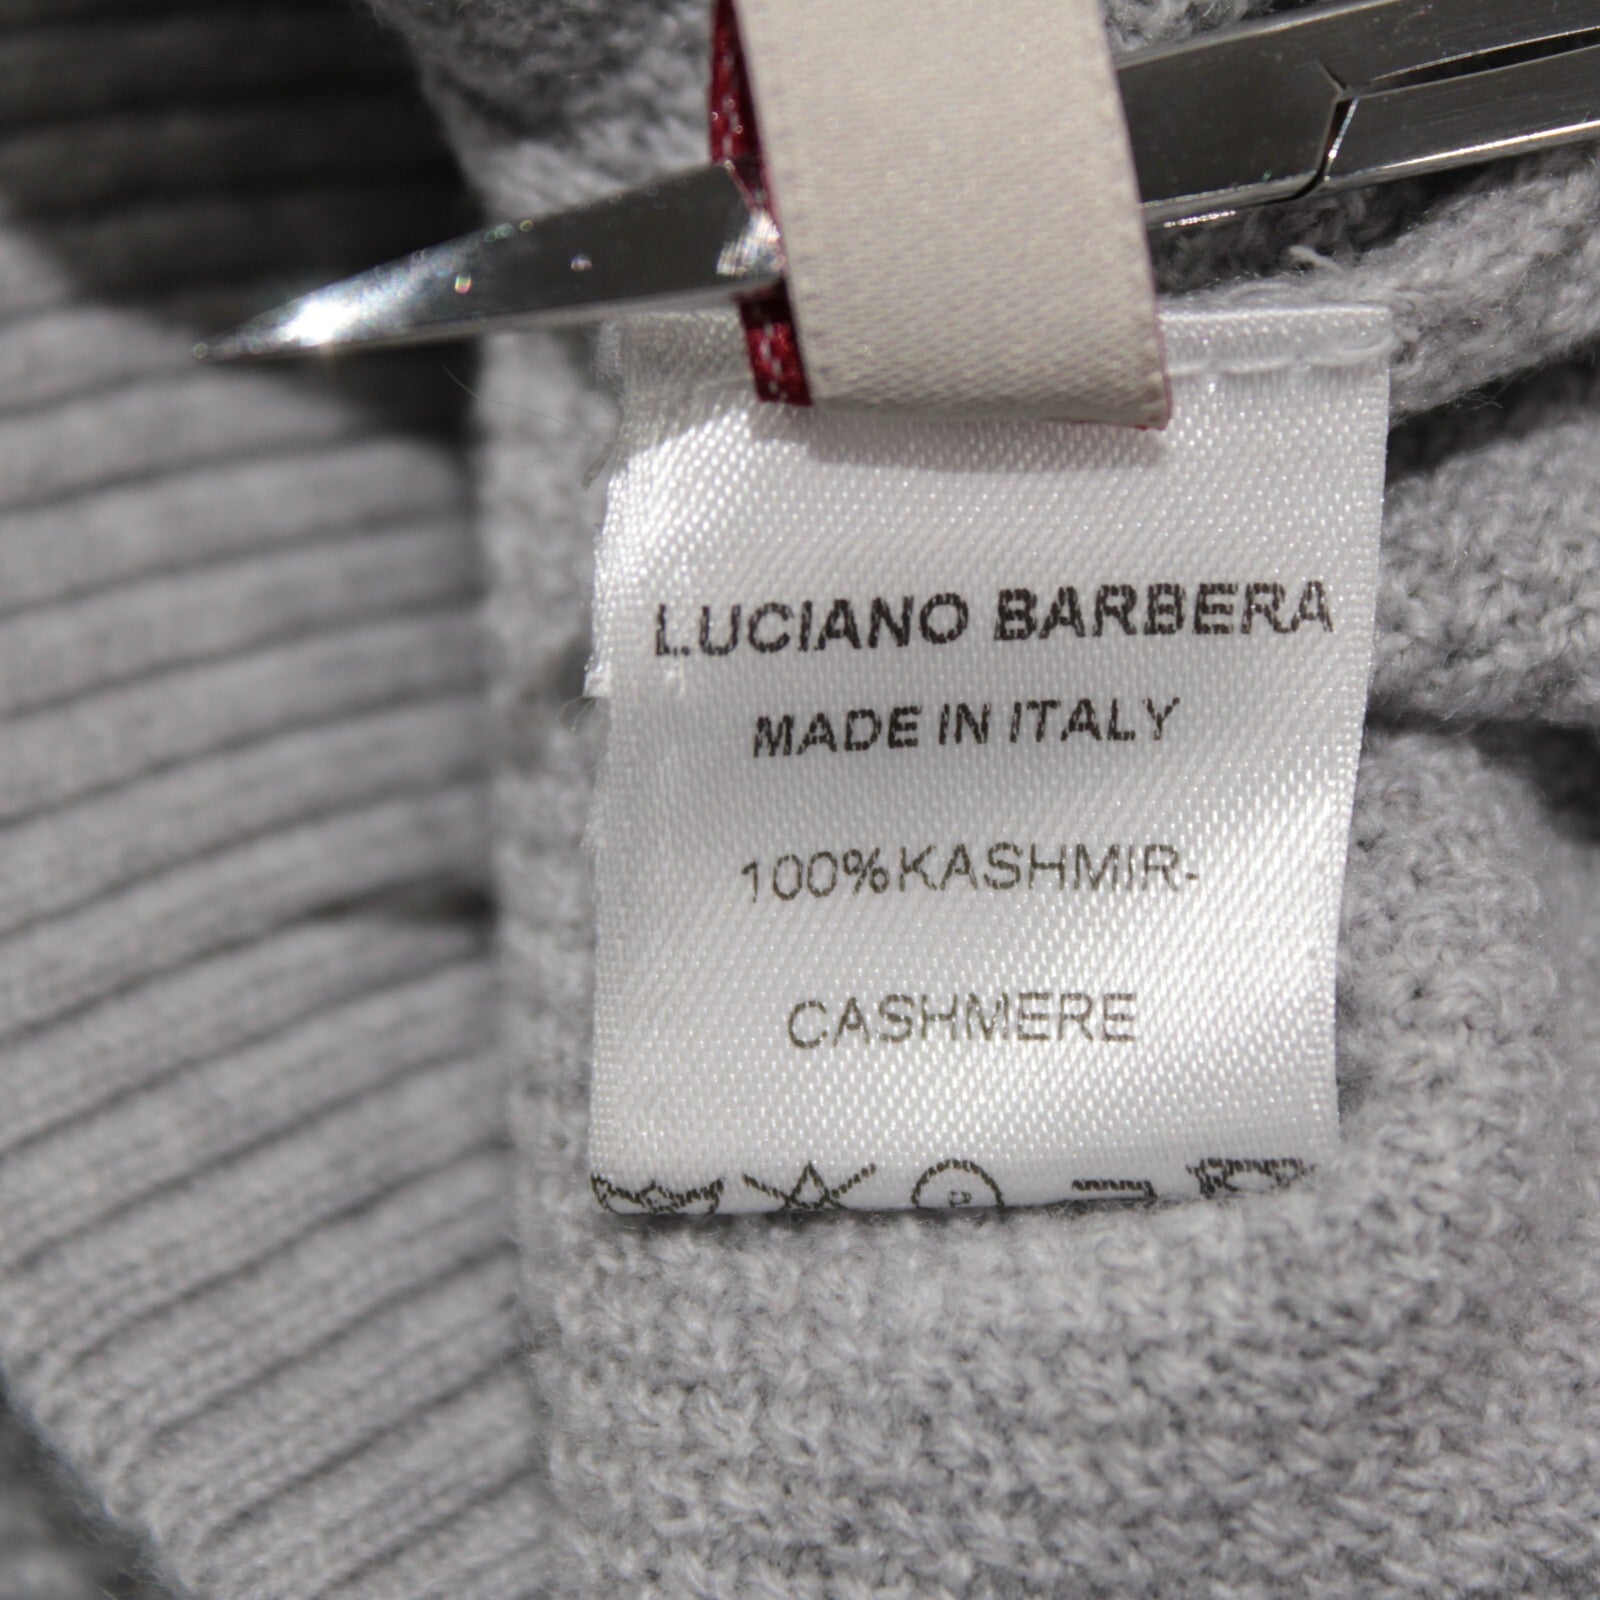 LUCIANO BARBERA
MADE IN ITALY
100%KASHMIR-
CASHMERE